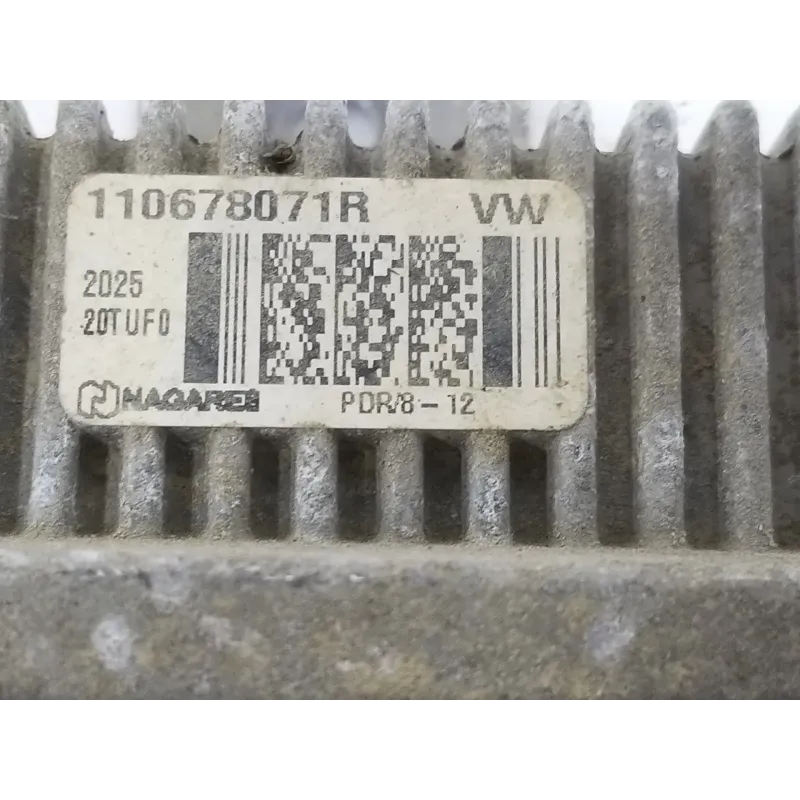 110678071R VW
2025
20TUF0
NAGARES PDR/8-12